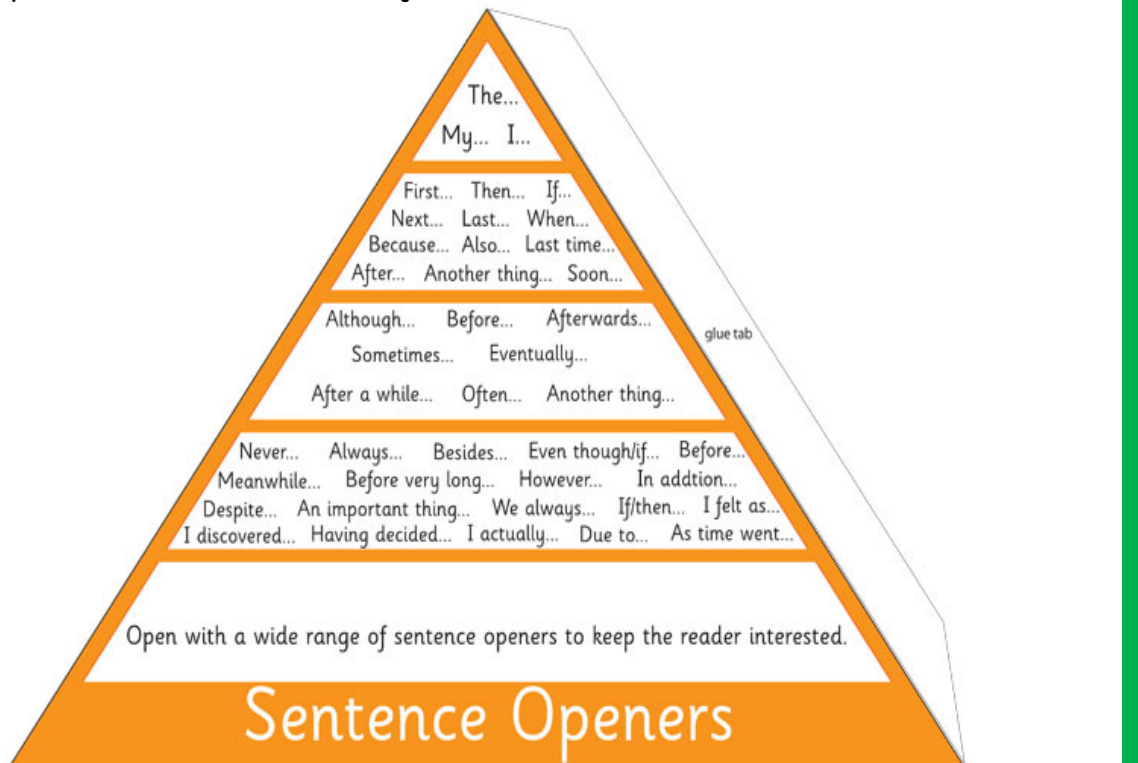 The...
My... I...
First... Then... If...
Next... Last... When...
Because... Also... Last time...
After... Another thing... Soon...
Although... Before... Afterwards...
glue tab
Sometimes... Eventually...
After a while... Often... Another thing...
Never... Always... Besides... Even though/if... Before...
Meanwhile... Before very long... However... In addtion...
Despite... An important thing... We always... If/then... I felt as...
I discovered... Having decided... I actually... Due to... As time went...
Open with a wide range of sentence openers to keep the reader interested.
Sentence Openers